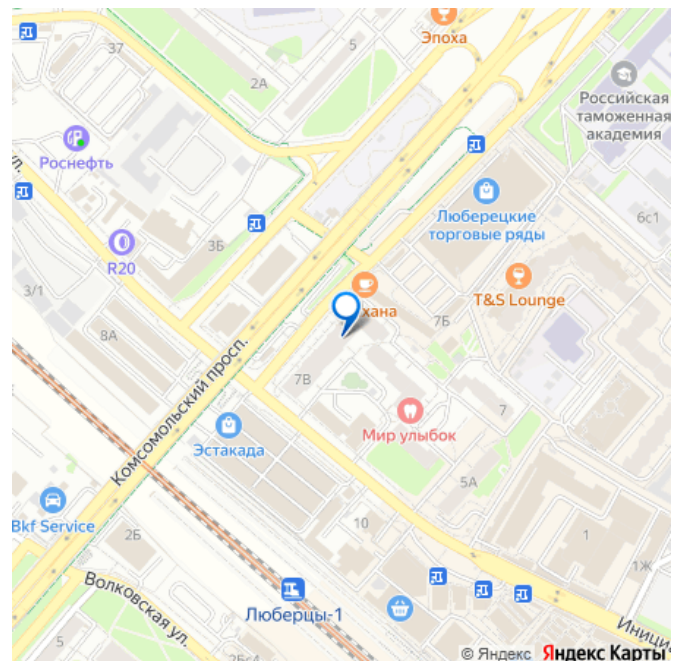 Эпоха
37
5
2А
Российская
таможенная
академия
Роснефть
ул.
Люберецкие
торговые ряды
6с1
3Б
R20
T&S Lounge
3/1
хана
7Б
8А
Комсомольский просп.
7В
7
Мир улыбок
Эстакада
5А
Bkf Service
10
1
2Б
1Ж
Люберцы-1
Волковская ул.
5
2Бс4
Иници
© Яндекс Яндекс Карты